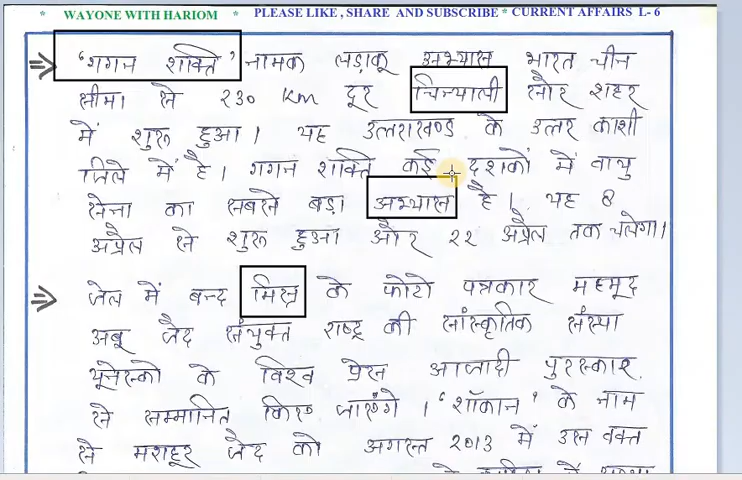 * WAYONE WITH HARIOM * PLEASE LIKE , SHARE AND SUBSCRIBE * CURRENT AFFAIRS L- 6
⇒ 'गगन शक्ति' नामक लड़ाकू अभ्यास भारत चीन
सीमा से 230 Km दूर चिन्याली सौर शहर
में शुरू हुआ। यह उत्तराखण्ड के उत्तर काशी
जिले में है। गगन शक्ति कई दशकों में वायु
सेना का सबसे बड़ा अभ्यास है। यह 8
अप्रैल से शुरू हुआ और 22 अप्रैल तक चलेगा।
⇒ जेल में बन्द मिस्र के फोटो पत्रकार महमूद
अबू जैद संयुक्त राष्ट्र की सांस्कृतिक संस्था
यूनेस्को के विश्व प्रेस आजादी पुरस्कार
से सम्मानित किए जाएंगे। 'शॉकान' के नाम
से मशहूर जैद को अगस्त 2013 में उस वक्त